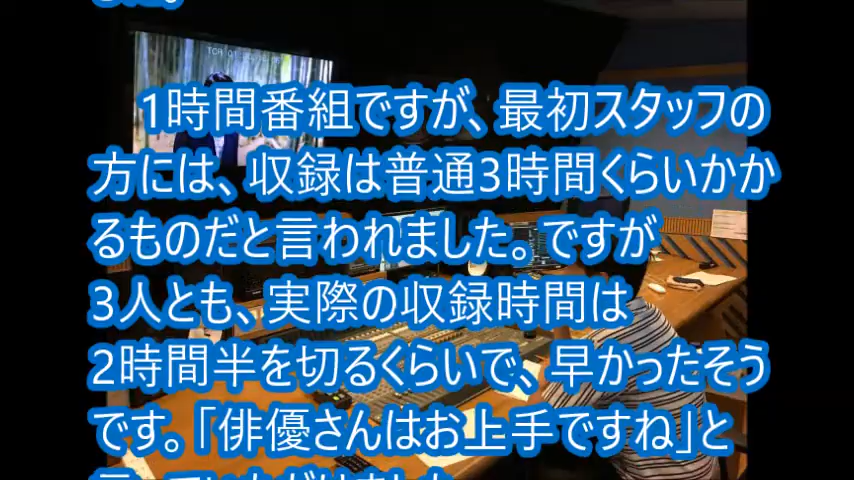 1時間番組ですが、最初スタッフの
方には、収録は普通3時間くらいかか
るものだと言われました。ですが
3人とも、実際の収録時間は
2時間半を切るくらいで、早かったそう
です。「俳優さんはお上手ですね」と